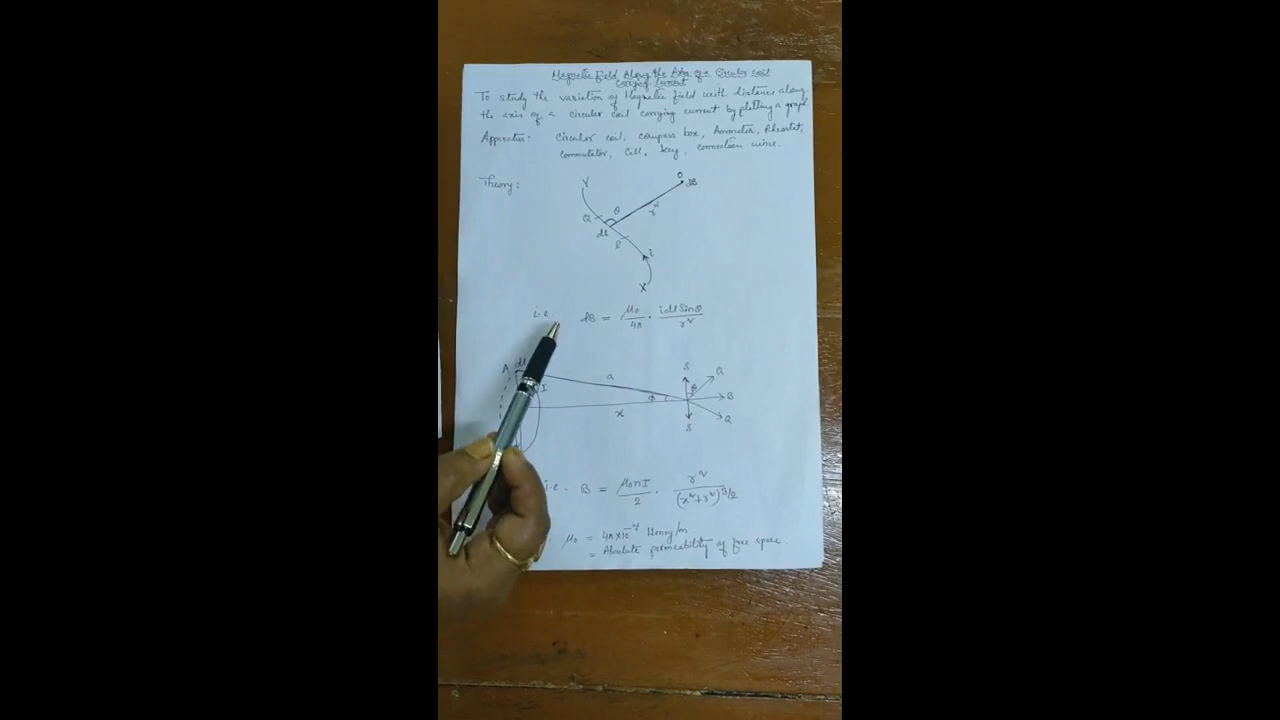 Magnetic Field Along the Axis of a Circular coil
Carrying Current
To study the variation of Magnetic field with distance along
the axis of a circular coil carrying current by plotting a graph.
Apparatus: Circular coil, compass box, Ammeter, Rheostat,
Commutator, Cell, key, connection wires.
Theory:
Y
O
dB
θ
r
Q
dl
P
i
X
i.e. dB = μ₀/4π · idl Sinθ/r²
A dl
I
a
S
Q
θ
B
φ
x
S
Q
i.e. B = μ₀nI/2 · r²/(x²+r²)^3/2
μ₀ = 4π×10⁻⁷ Henry/m
= Absolute permeability of free space.